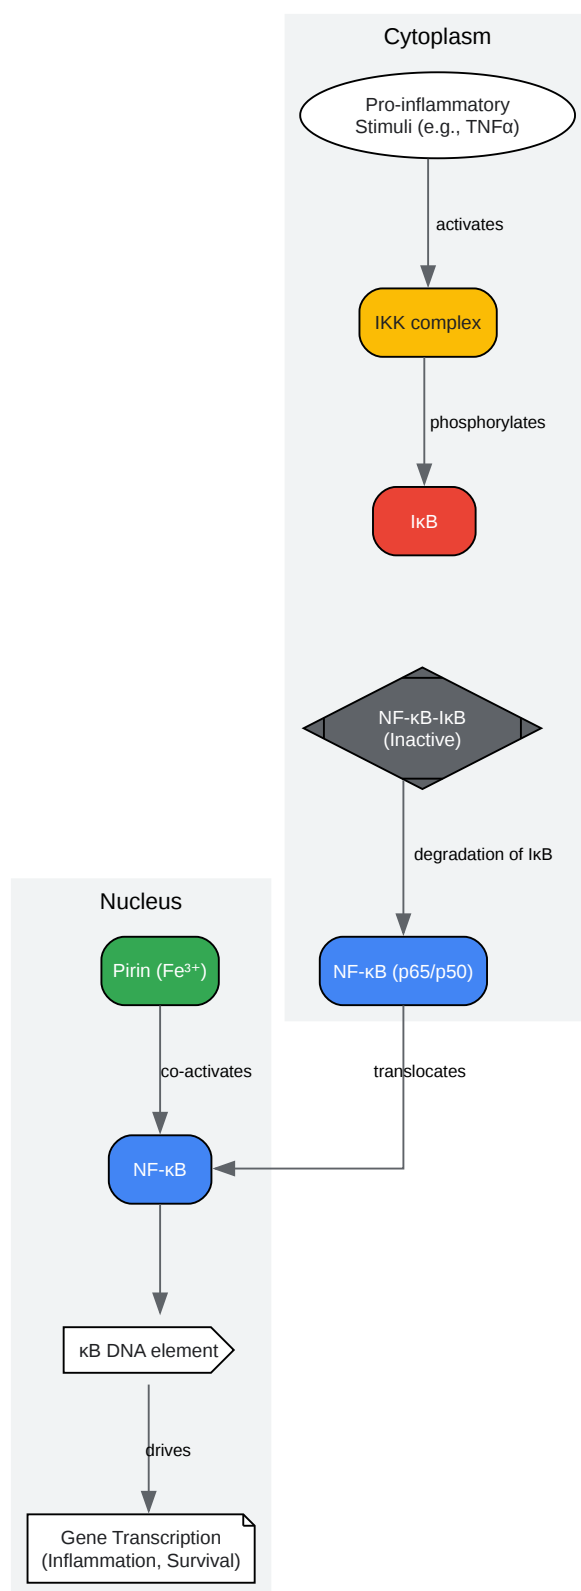 Cytoplasm
Pro-inflammatory
Stimuli (e.g., TNFα)
activates
IKK complex
phosphorylates
IκB
NF-κB-IκB
(Inactive)
degradation of IκB
NF-κB (p65/p50)
translocates
Nucleus
Pirin (Fe³⁺)
co-activates
NF-κB
κB DNA element
drives
Gene Transcription
(Inflammation, Survival)